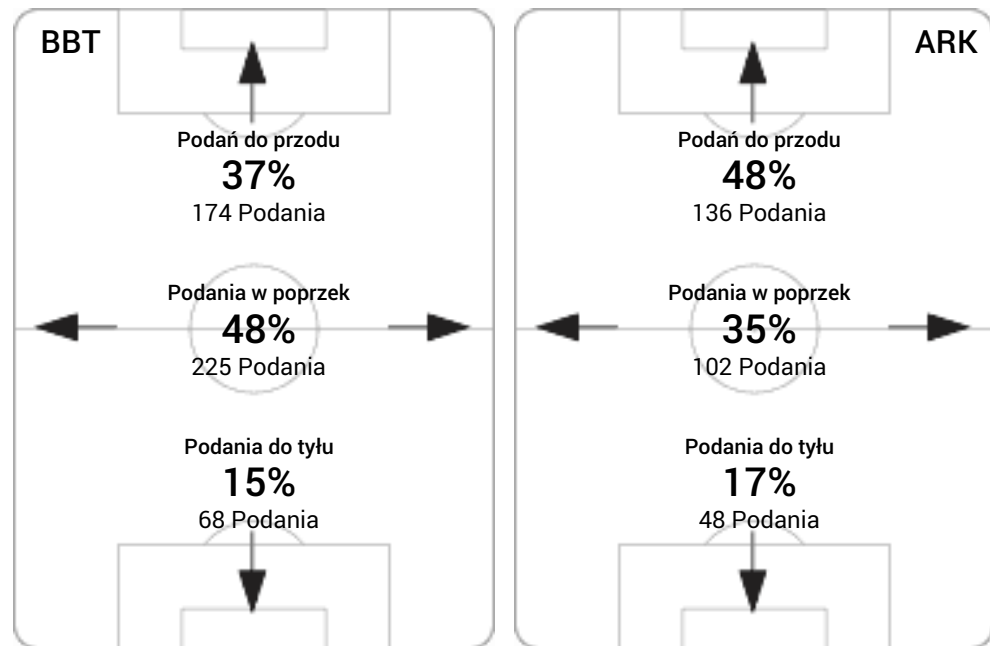 BBT
Podań do przodu
37%
174 Podania
Podania w poprzek
48%
225 Podania
Podania do tyłu
15%
68 Podania
ARK
Podań do przodu
48%
136 Podania
Podania w poprzek
35%
102 Podania
Podania do tyłu
17%
48 Podania